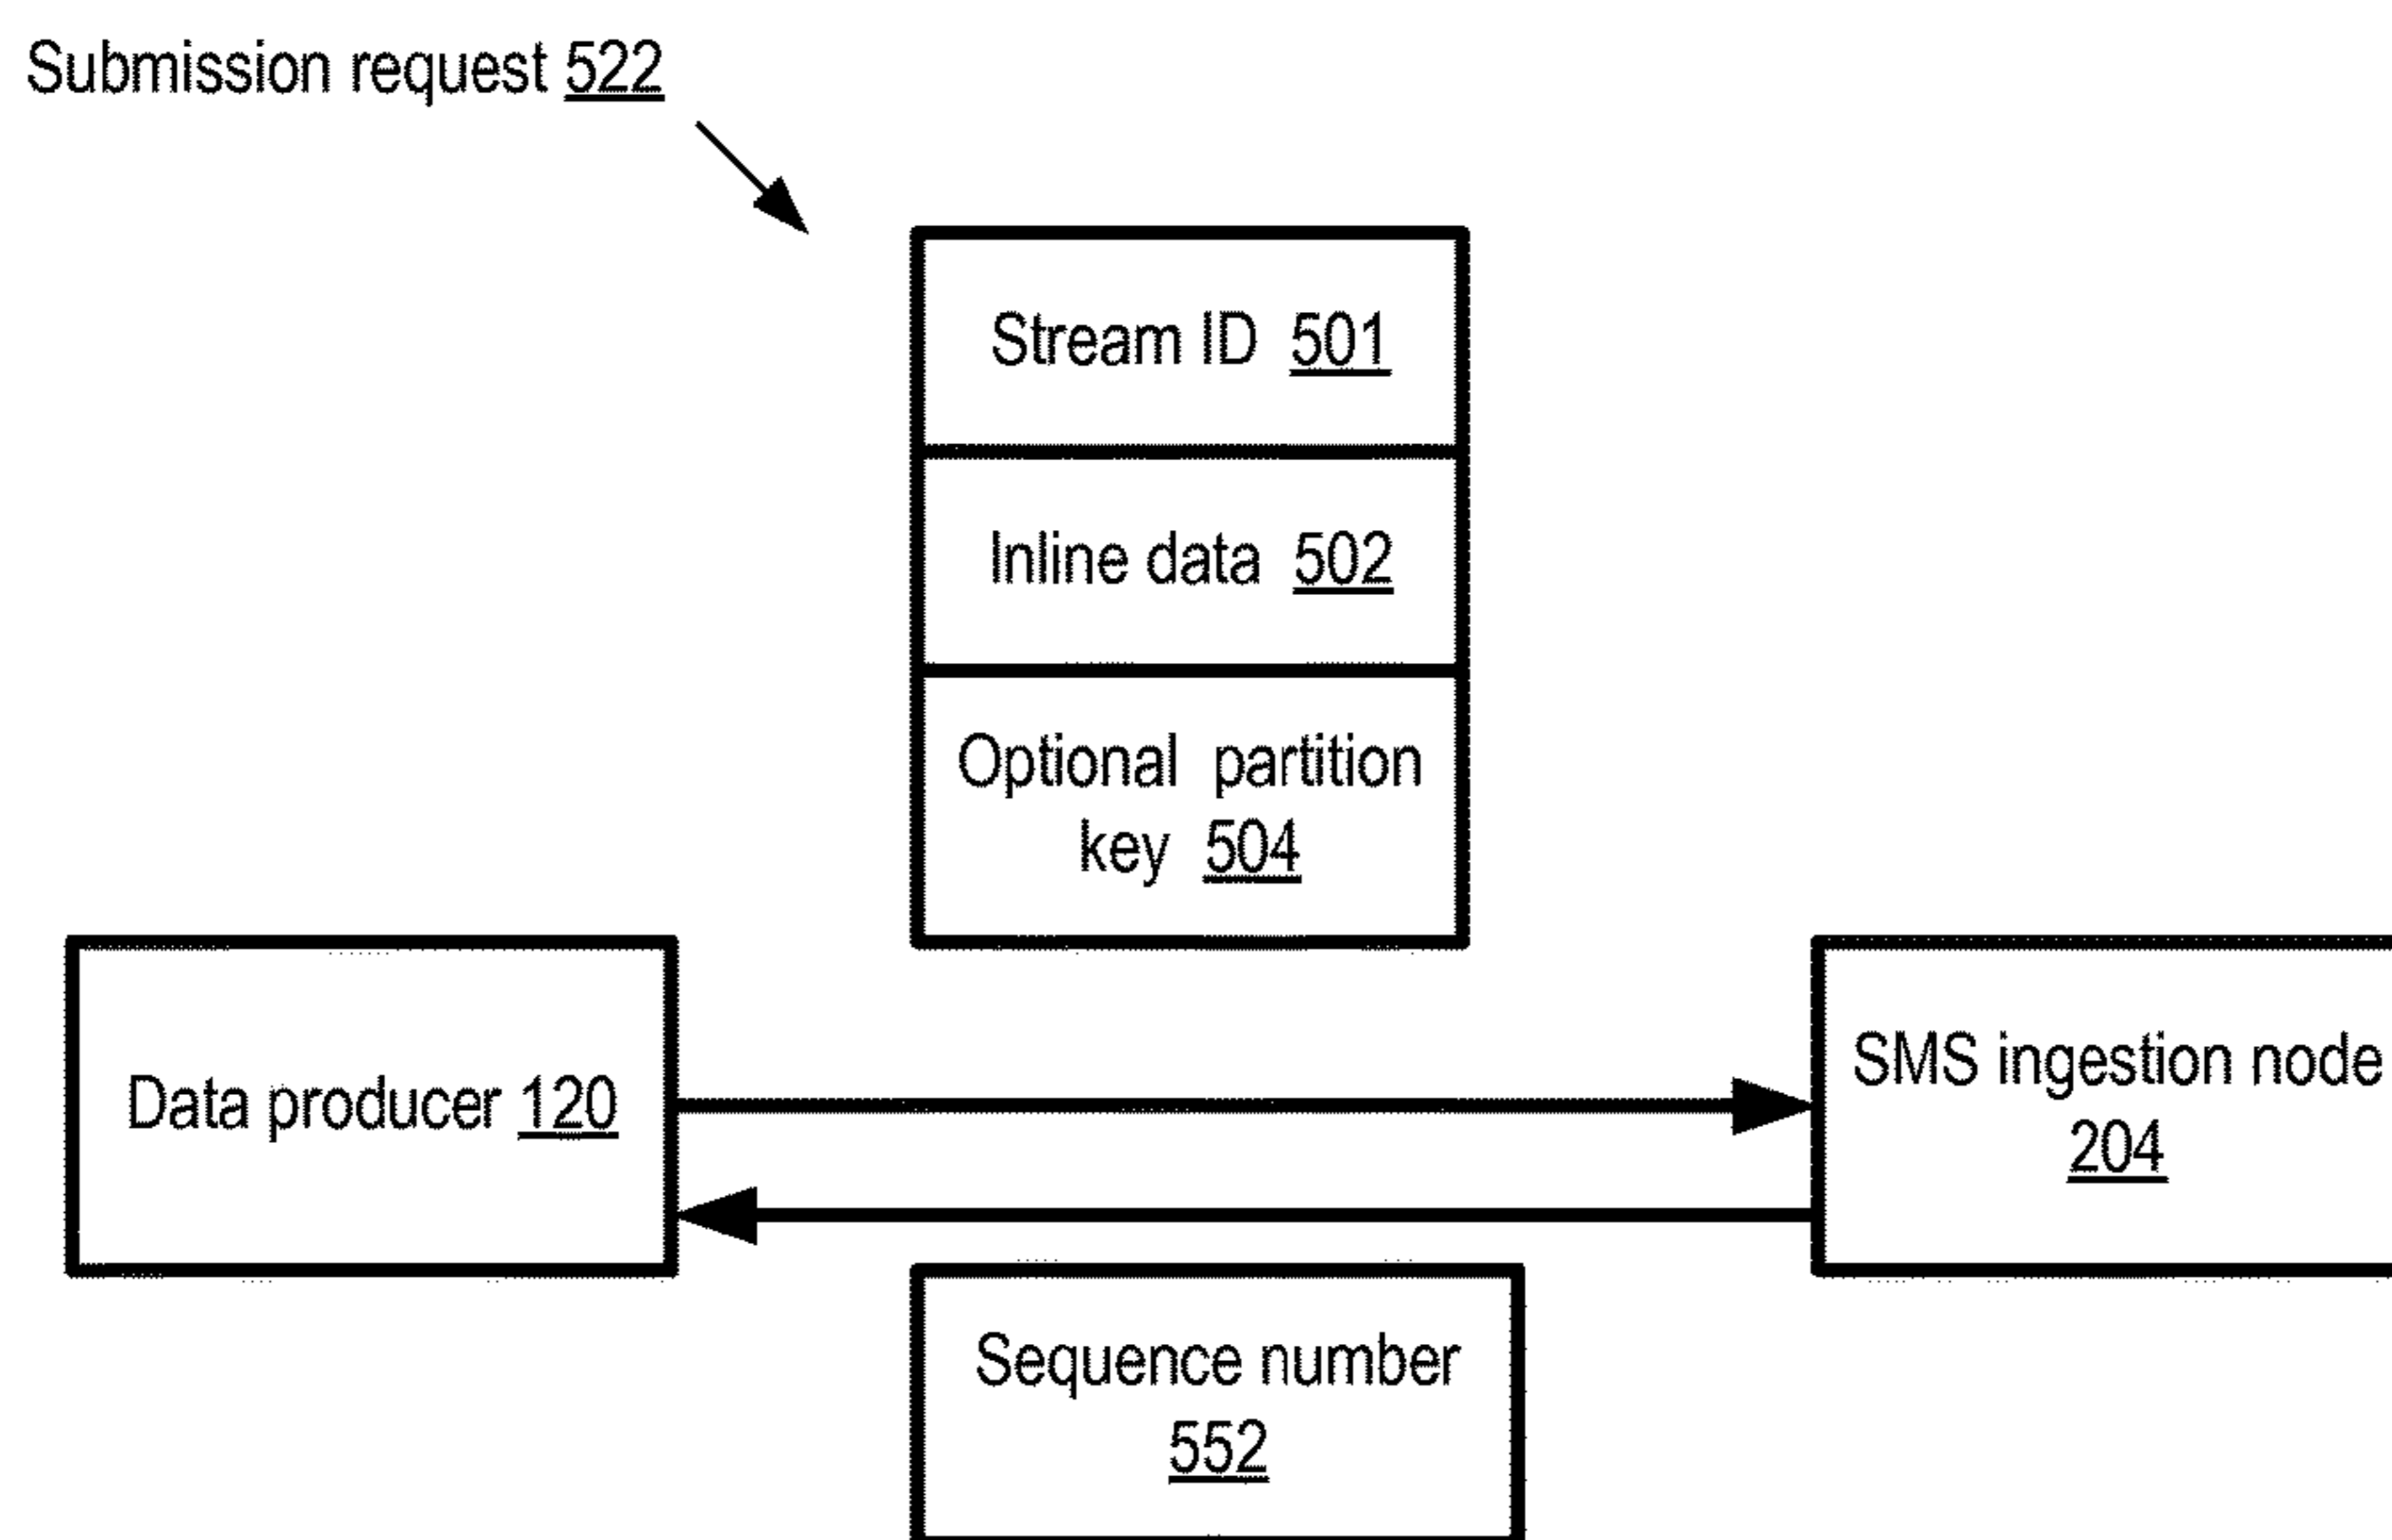 Submission request 522
Stream ID 501
Inline data 502
Optional partition
key 504
Data producer 120
SMS ingestion node
204
Sequence number
552